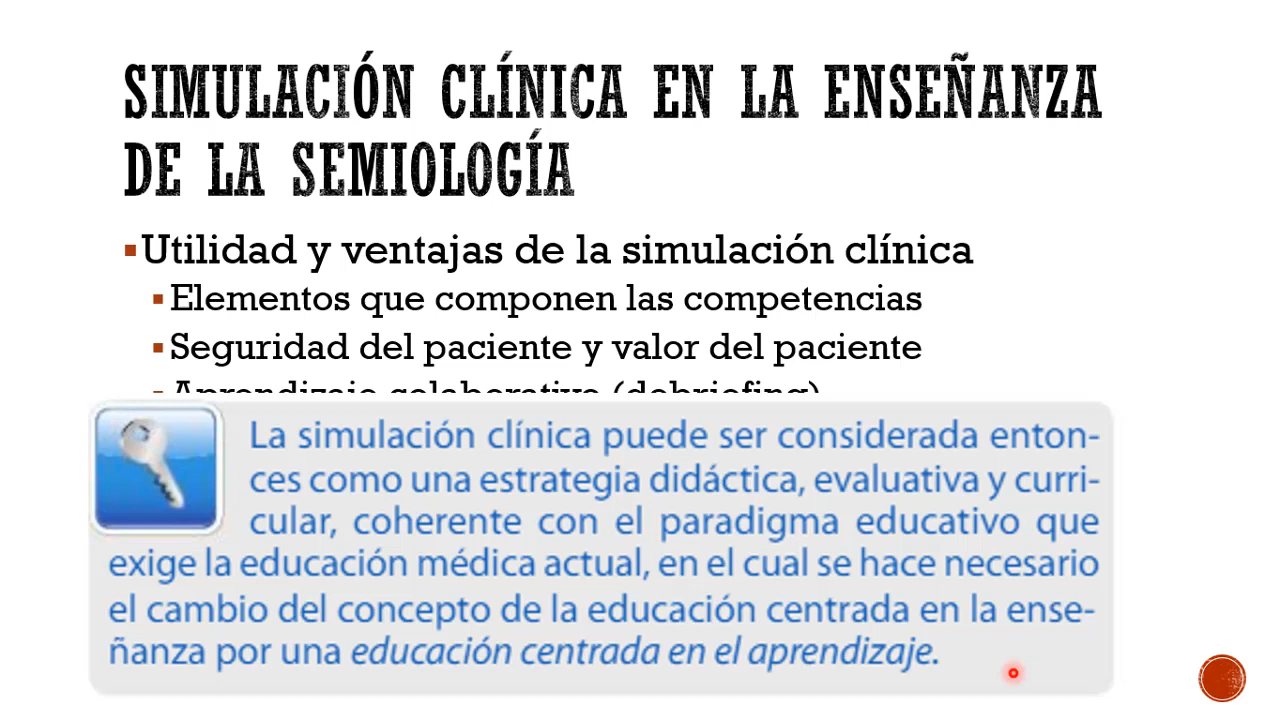 SIMULACIÓN CLÍNICA EN LA ENSEÑANZA
DE LA SEMIOLOGÍA
Utilidad y ventajas de la simulación clínica
Elementos que componen las competencias
Seguridad del paciente y valor del paciente
Aprendizaje colaborativo (debriefing)
La simulación clínica puede ser considerada enton-
ces como una estrategia didáctica, evaluativa y curri-
cular, coherente con el paradigma educativo que
exige la educación médica actual, en el cual se hace necesario
el cambio del concepto de la educación centrada en la ense-
ñanza por una educación centrada en el aprendizaje.